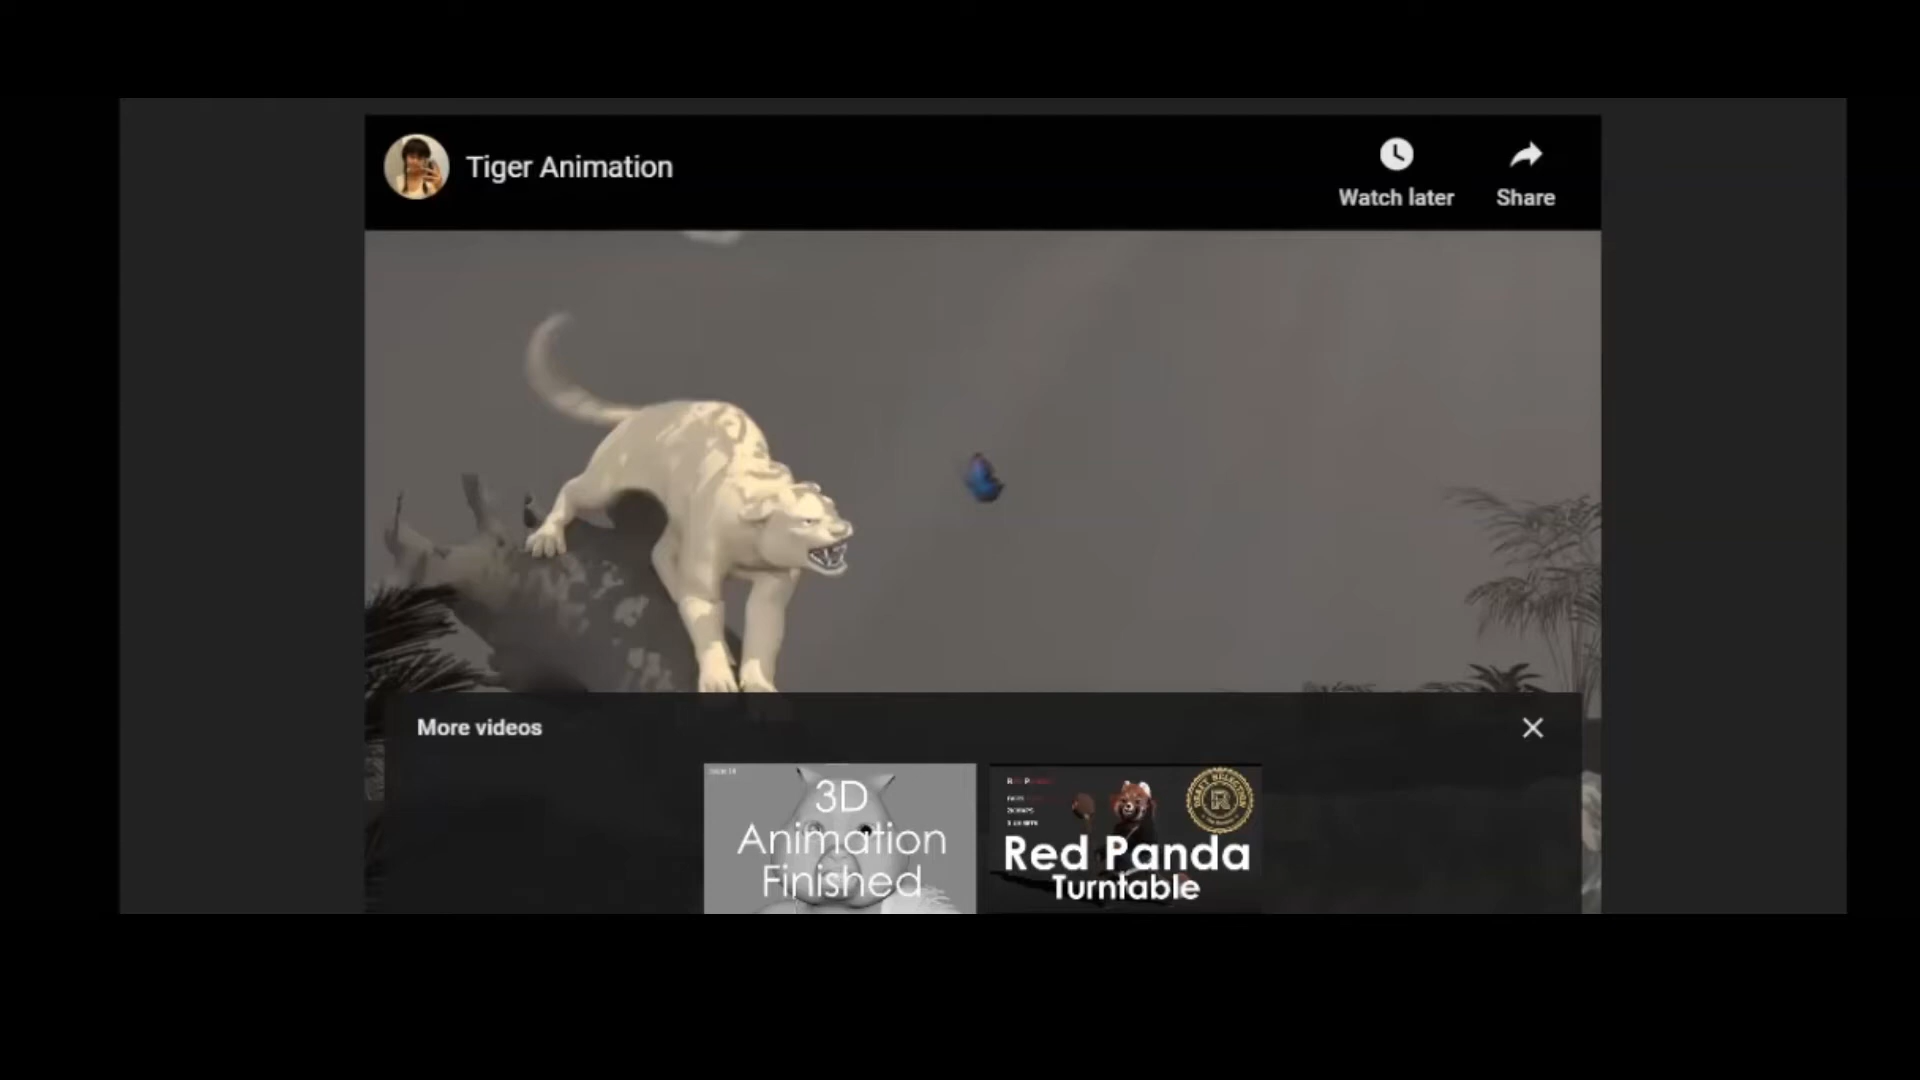 Tiger Animation
Watch later
Share
More videos
3D
Animation
Finished
Red Panda
Turntable